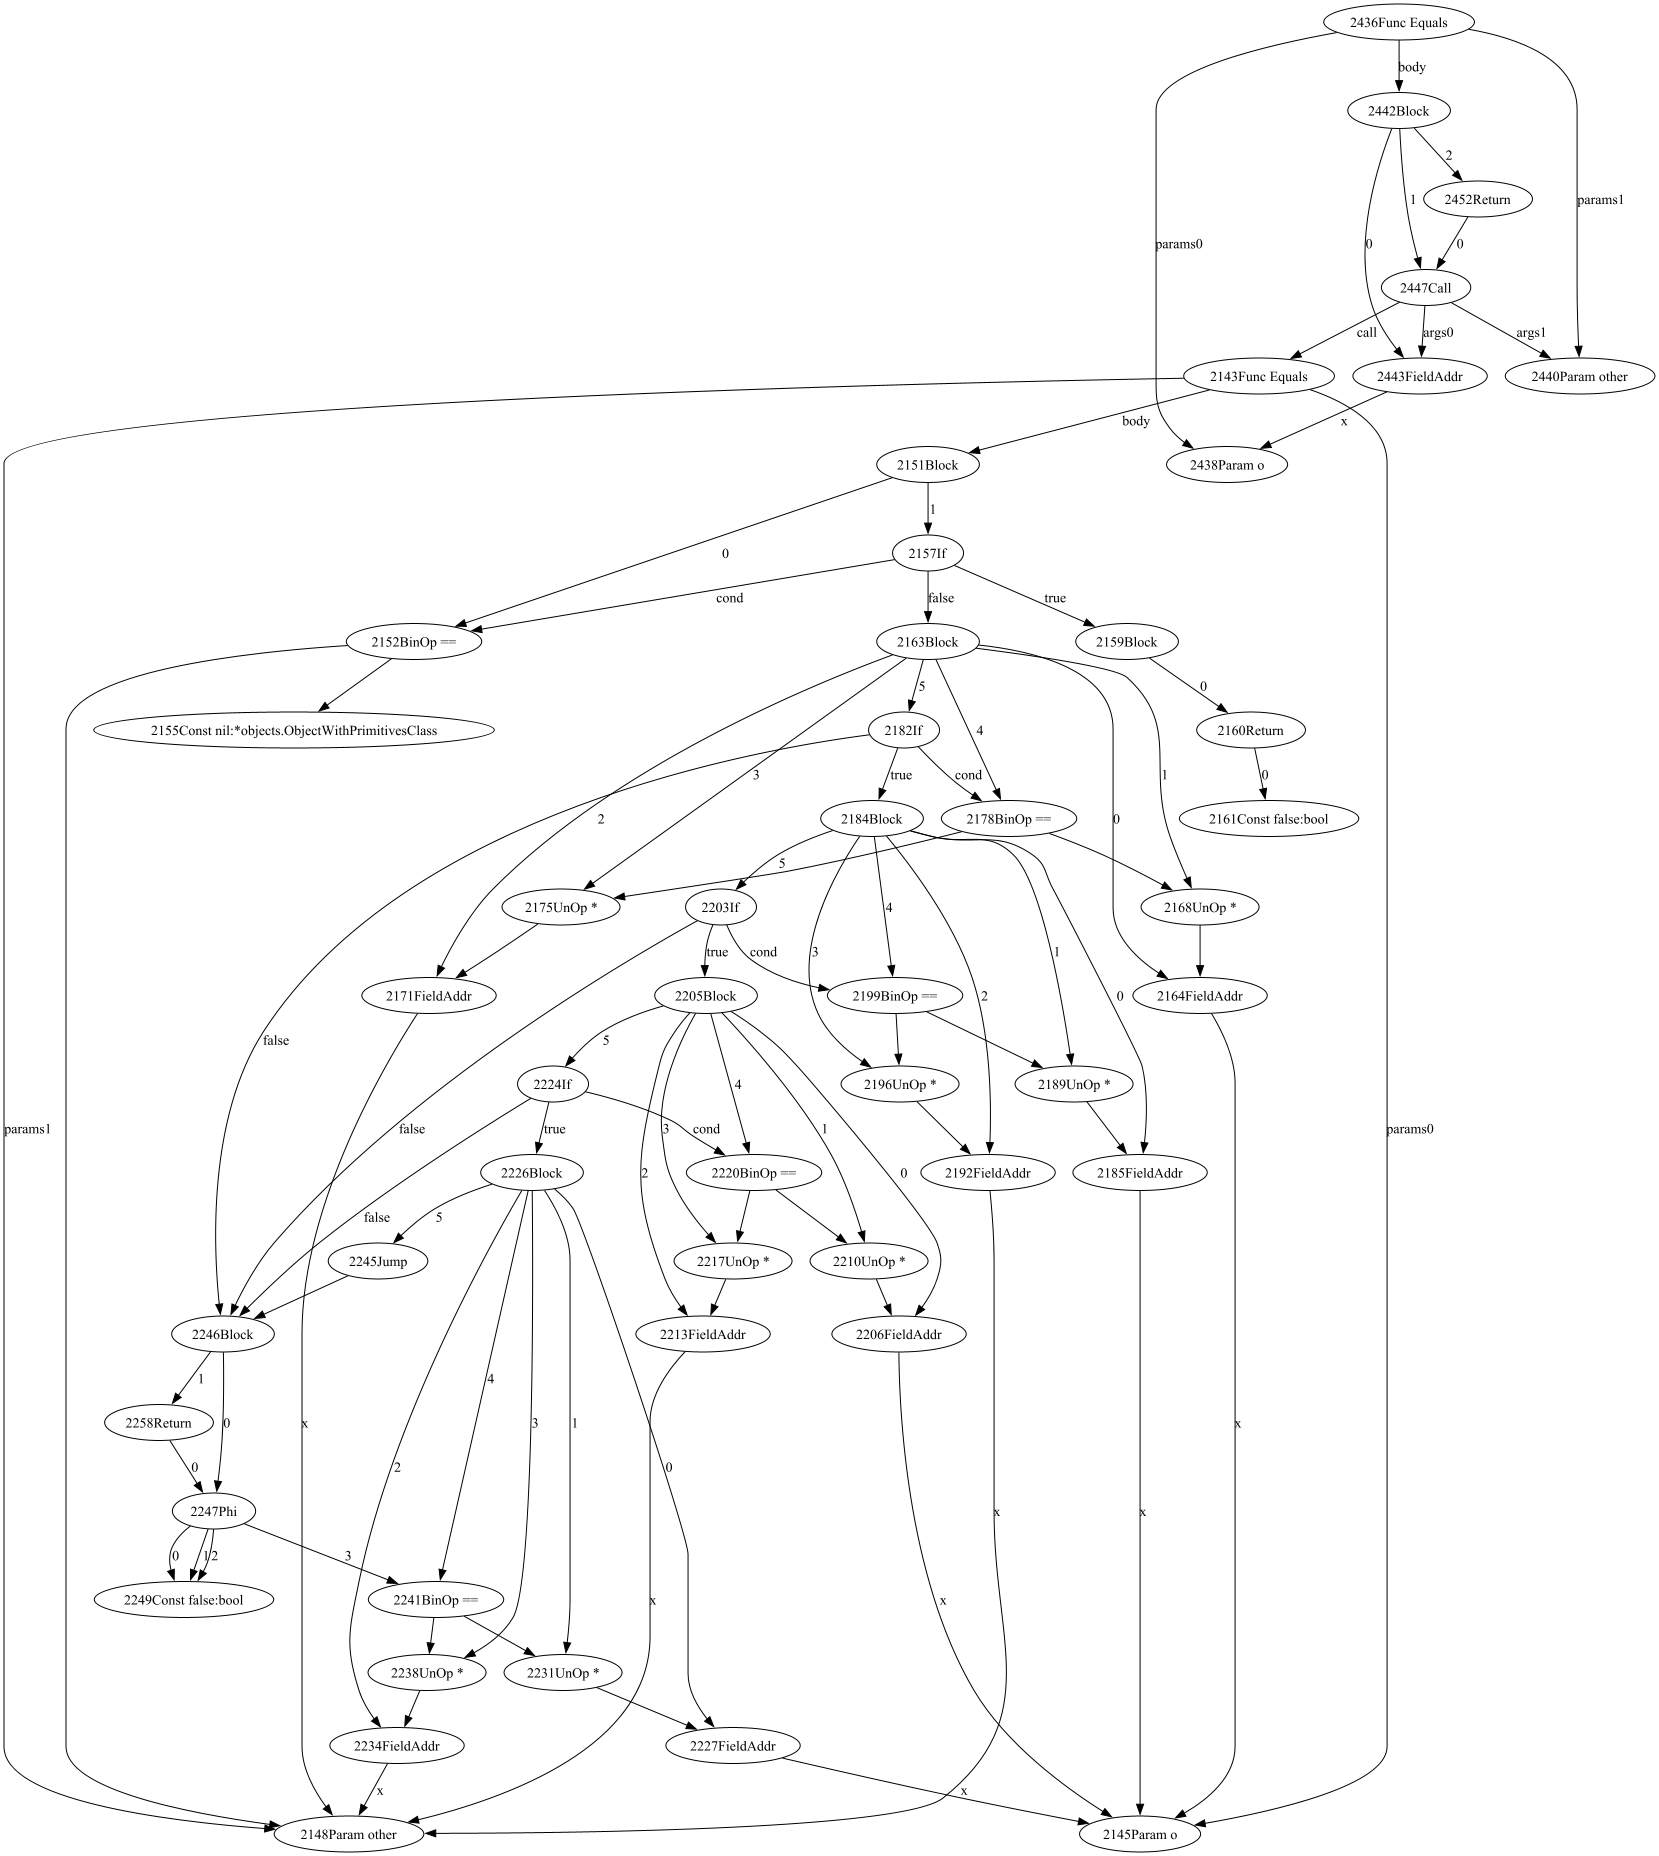 2436Func Equals
body
2442Block
2
2452Return
params1
params0
0
1
0
2447Call
call
args0
args1
2143Func Equals
2443FieldAddr
2440Param other
body
x
2151Block
2438Param o
1
0
2157If
cond
false
true
2152BinOp ==
2163Block
2159Block
5
0
2155Const nil:*objects.ObjectWithPrimitivesClass
2182If
4
2160Return
3
true
cond
1
0
2
2184Block
2178BinOp ==
0
2161Const false:bool
5
2175UnOp *
2203If
4
2168UnOp *
true
cond
3
1
2171FieldAddr
2205Block
2199BinOp ==
2
0
2164FieldAddr
false
5
2224If
4
2196UnOp *
2189UnOp *
params1
false
true
3
cond
1
params0
2226Block
2
2220BinOp ==
0
2192FieldAddr
2185FieldAddr
false
5
2245Jump
2217UnOp *
2210UnOp *
2246Block
2213FieldAddr
2206FieldAddr
1
4
2258Return
0
x
3
1
x
0
2
0
2247Phi
x
x
0
1
2
3
2249Const false:bool
2241BinOp ==
x
x
2238UnOp *
2231UnOp *
2234FieldAddr
2227FieldAddr
x
x
2148Param other
2145Param o